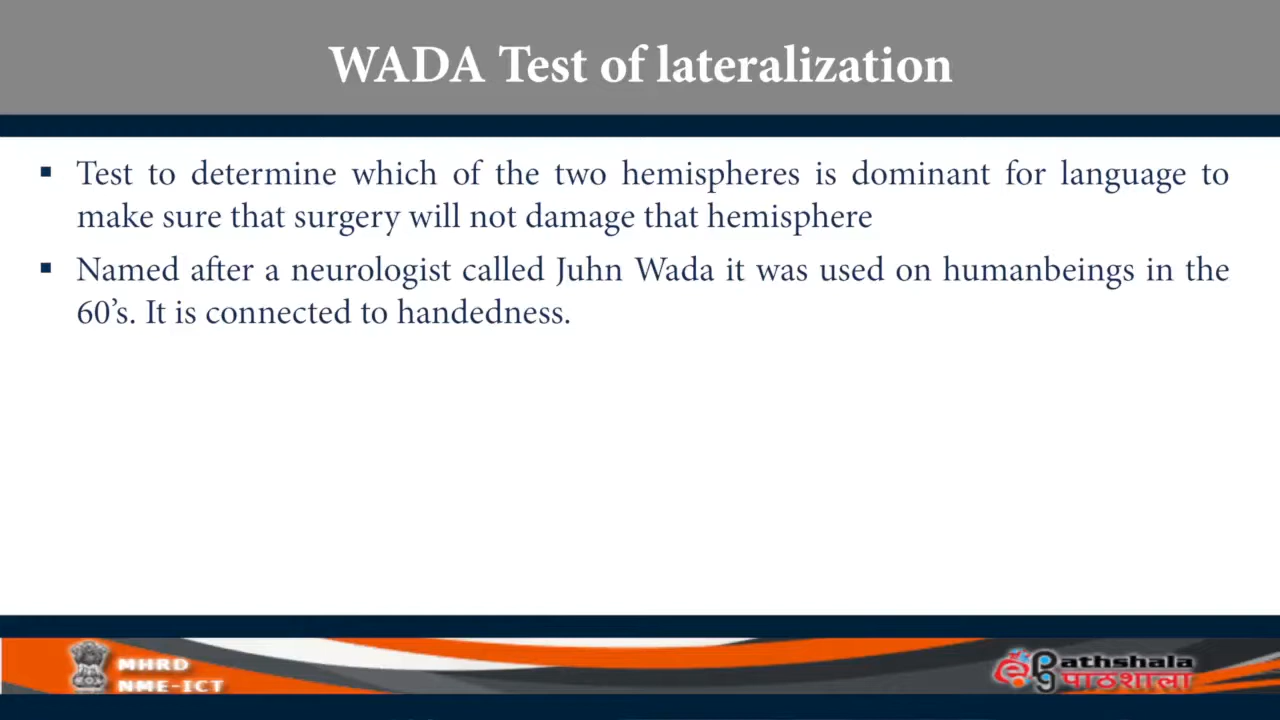 WADA Test of lateralization
▪ Test to determine which of the two hemispheres is dominant for language to
make sure that surgery will not damage that hemisphere
▪ Named after a neurologist called Juhn Wada it was used on humanbeings in the
60’s. It is connected to handedness.
MHRD
NME-ICT
epg
athshala
पाठशाला